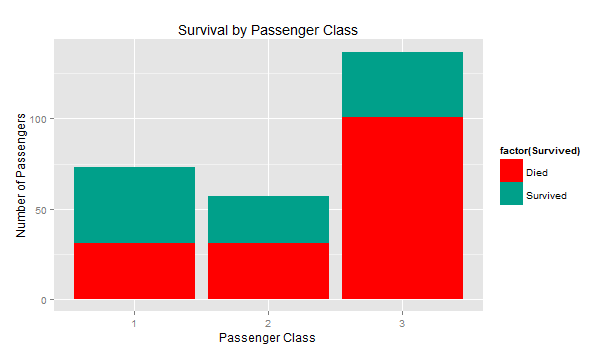 Survival by Passenger Class
Number of Passengers
100
50
0
1 2 3
Passenger Class
factor(Survived)
Died
Survived